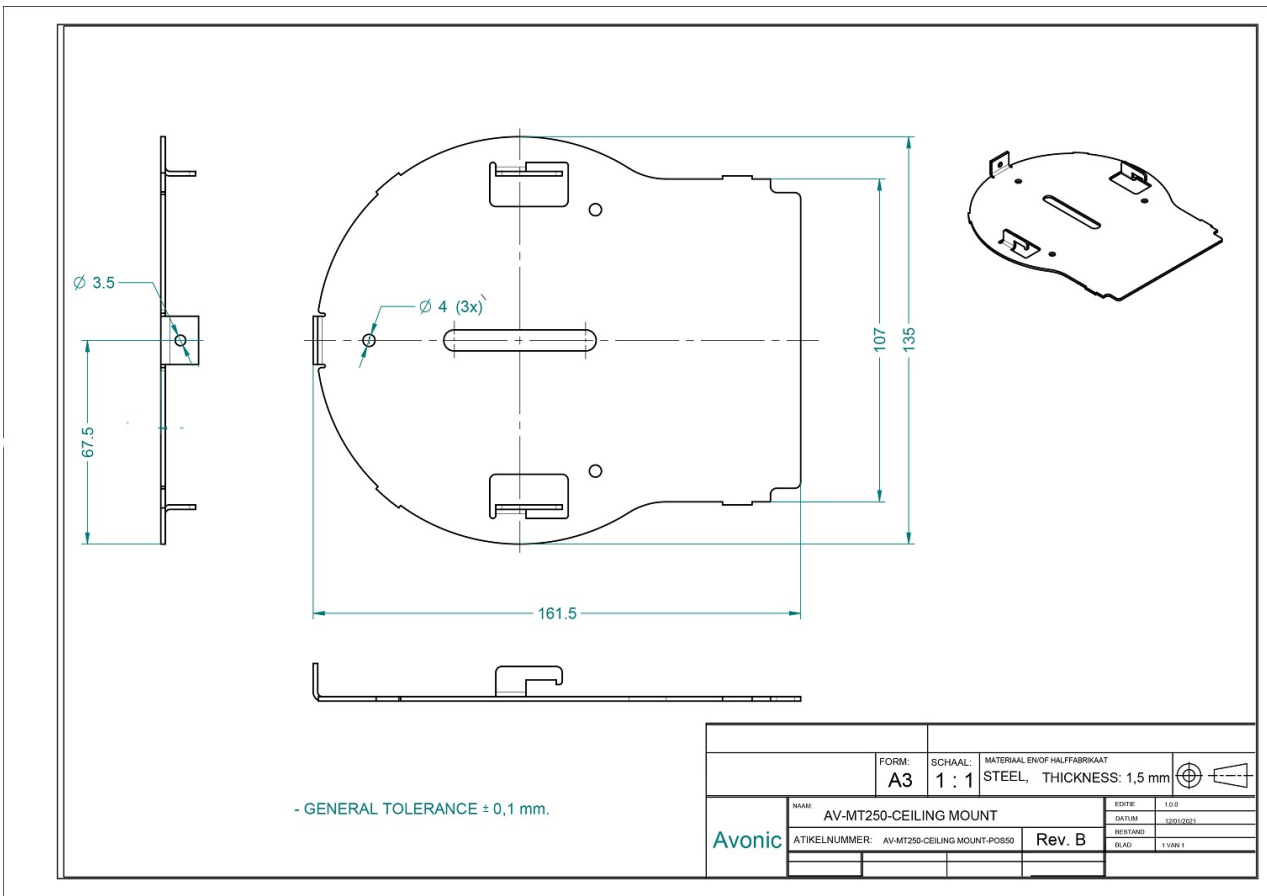 Ø 3.5
Ø 4 (3x)
67.5
107
135
161.5
- GENERAL TOLERANCE ± 0,1 mm.
FORM:
A3
SCHAAL:
1 : 1
MATERIAAL EN/OF HALFFABRIKAAT
STEEL, THICKNESS: 1,5 mm
Avonic
NAAM:
AV-MT250-CEILING MOUNT
ATIKELNUMMER: AV-MT250-CEILING MOUNT-POS50
Rev. B
EDITIE 1.0.0
DATUM 12/01/2021
BESTAND
BLAD 1 VAN 1